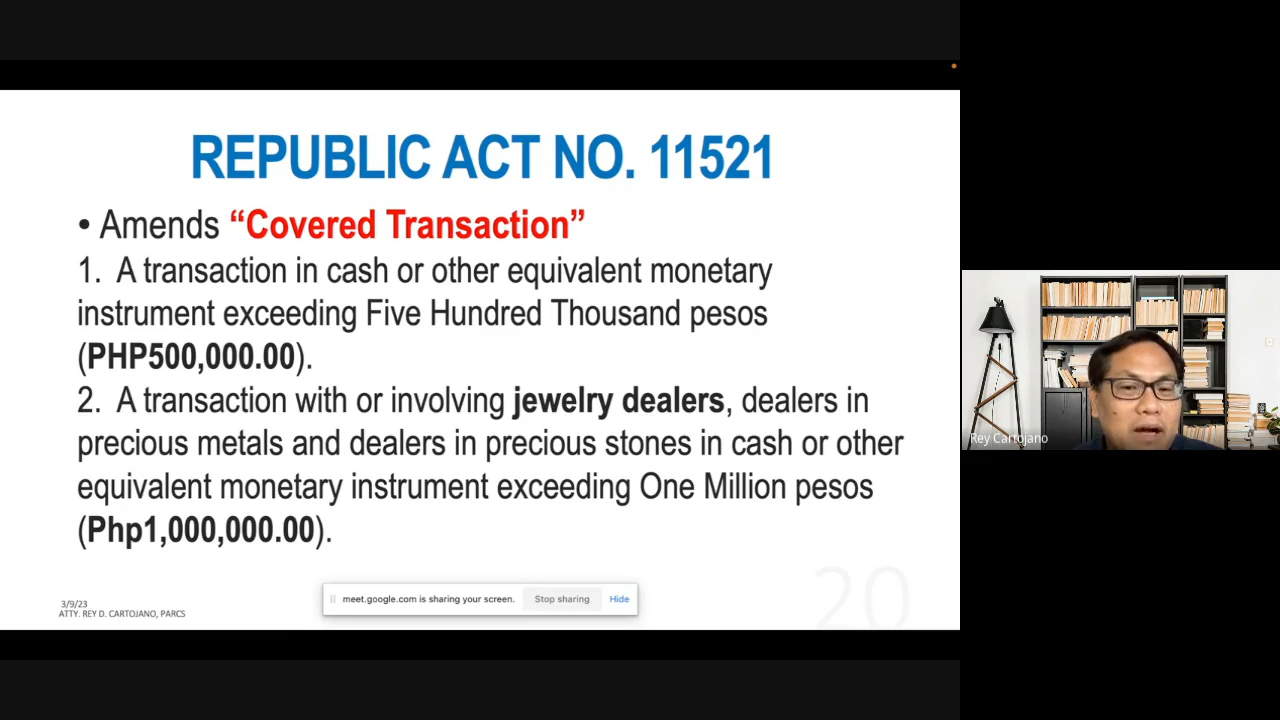 REPUBLIC ACT NO. 11521
• Amends “Covered Transaction”
1. A transaction in cash or other equivalent monetary
instrument exceeding Five Hundred Thousand pesos
(PHP500,000.00).
2. A transaction with or involving jewelry dealers, dealers in
precious metals and dealers in precious stones in cash or other
equivalent monetary instrument exceeding One Million pesos
(Php1,000,000.00).
3/9/23
ATTY. REY D. CARTOJANO, PARCS
meet.google.com is sharing your screen. Stop sharing Hide
20
Rey Cartojano